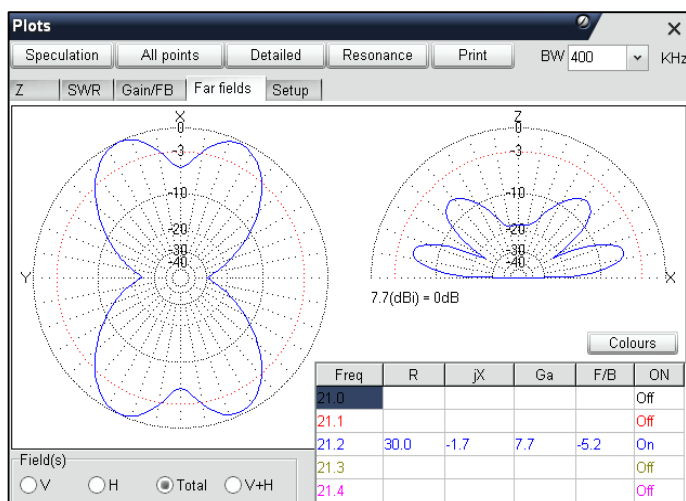 Plots
Speculation All points Detailed Resonance Print BW 400 KHz
Z SWR Gain/FB Far fields Setup
X
0
-3
-10
-20
-30
-40
Y
Z
0
-3
-10
-20
-30
-40
X
7.7(dBi) = 0dB
Colours
Freq R jX Ga F/B ON
21.0 Off
21.1 Off
21.2 30.0 -1.7 7.7 -5.2 On
21.3 Off
21.4 Off
Field(s)
V H Total V+H